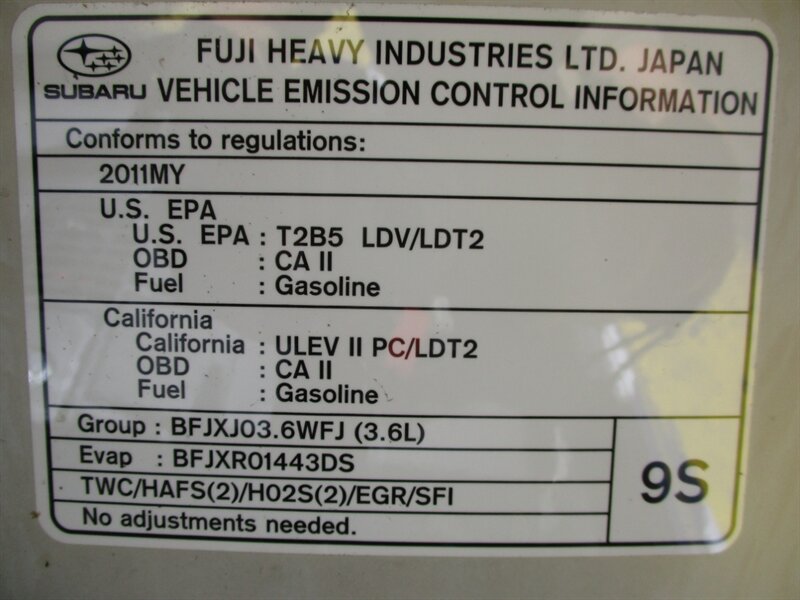 FUJI HEAVY INDUSTRIES LTD. JAPAN
SUBARU VEHICLE EMISSION CONTROL INFORMATION
Conforms to regulations:
2011MY
U.S. EPA
U.S. EPA : T2B5 LDV/LDT2
OBD : CA II
Fuel : Gasoline
California
California : ULEV II PC/LDT2
OBD : CA II
Fuel : Gasoline
Group : BFJXJ03.6WFJ (3.6L)
Evap : BFJXR01443DS
TWC/HAFS(2)/HO2S(2)/EGR/SFI
No adjustments needed.
9S